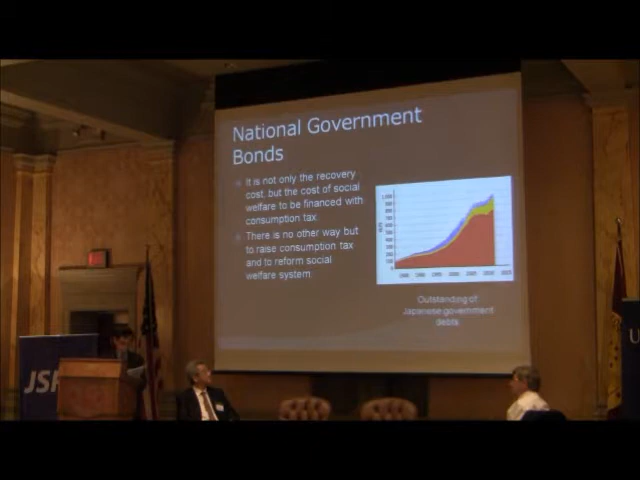 National Government
Bonds
It is not only the recovery
cost, but the cost of social
welfare to be financed with
consumption tax.
There is no other way but
to raise consumption tax
and to reform social
welfare system.
Outstanding of
Japanese government
debts
JSP
U